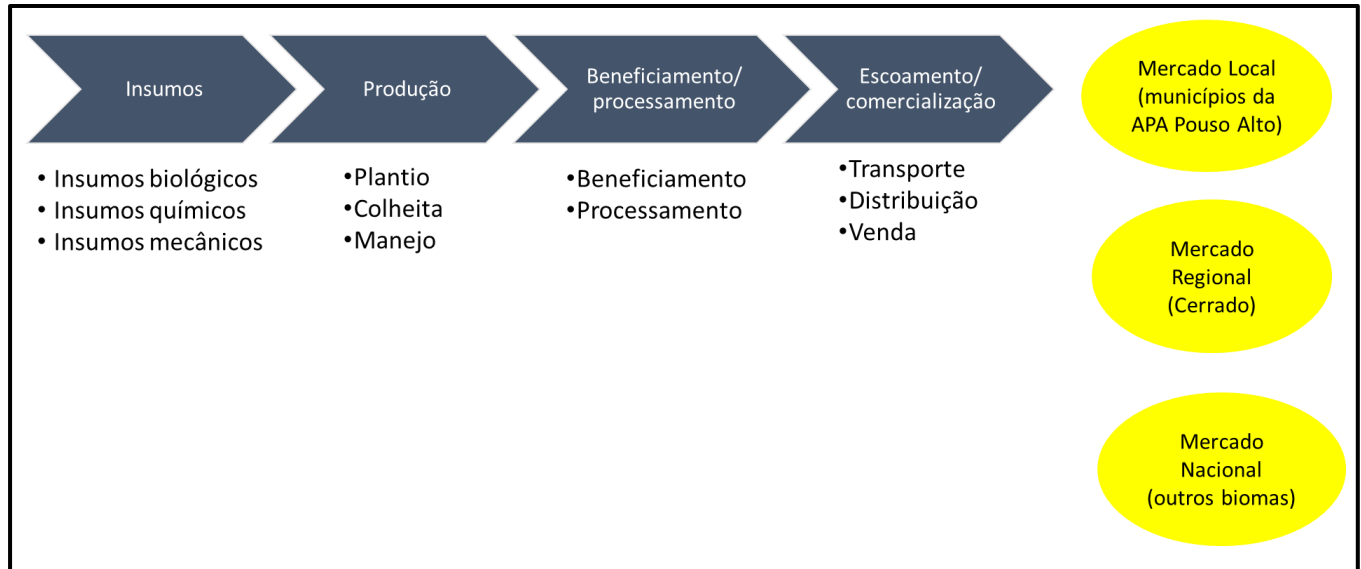 Insumos
Produção
Beneficiamento/
processamento
Escoamento/
comercialização
• Insumos biológicos
• Insumos químicos
• Insumos mecânicos
•Plantio
•Colheita
•Manejo
•Beneficiamento
•Processamento
•Transporte
•Distribuição
•Venda
Mercado Local
(municípios da
APA Pouso Alto)
Mercado
Regional
(Cerrado)
Mercado
Nacional
(outros biomas)